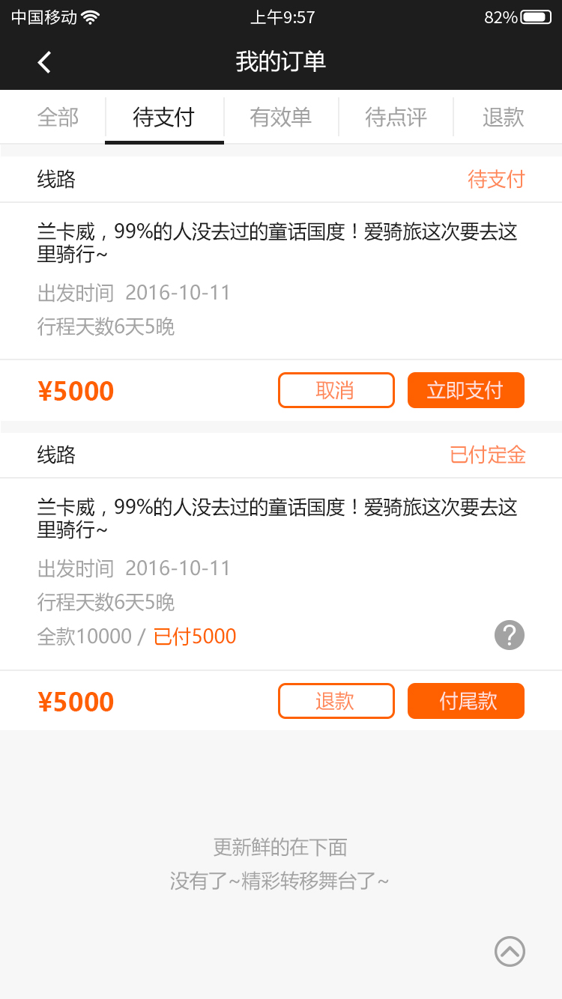 中国移动 上午9:57 82%
我的订单
全部 待支付 有效单 待点评 退款
线路 待支付
兰卡威，99%的人没去过的童话国度！爱骑旅这次要去这
里骑行~
出发时间 2016-10-11
行程天数6天5晚
¥5000 取消 立即支付
线路 已付定金
兰卡威，99%的人没去过的童话国度！爱骑旅这次要去这
里骑行~
出发时间 2016-10-11
行程天数6天5晚
全款10000 / 已付5000 ?
¥5000 退款 付尾款
更新鲜的在下面
没有了~精彩转移舞台了~